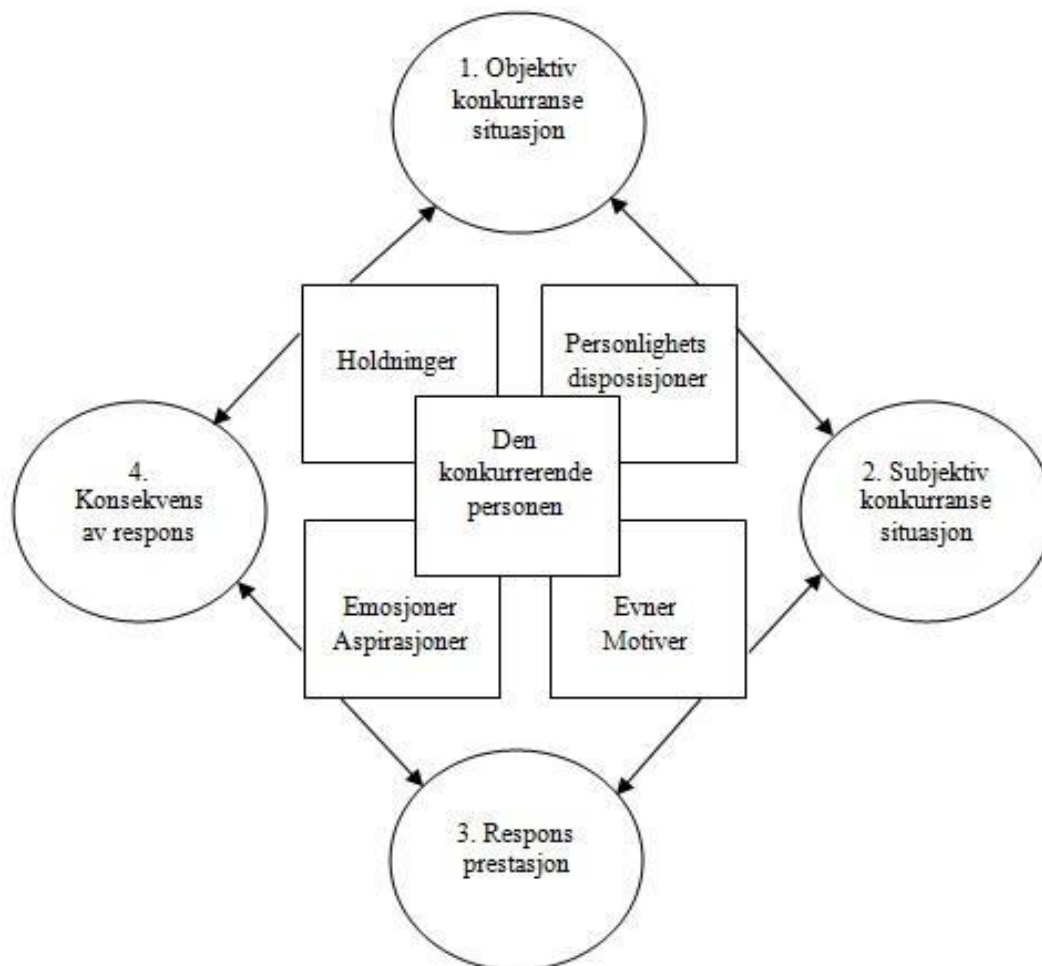 1. Objektiv
konkurranse
situasjon
Holdninger
Personlighets
disposisjoner
Den
konkurrerende
personen
4.
Konsekvens
av respons
2. Subjektiv
konkurranse
situasjon
Emosjoner
Aspirasjoner
Evner
Motiver
3. Respons
prestasjon